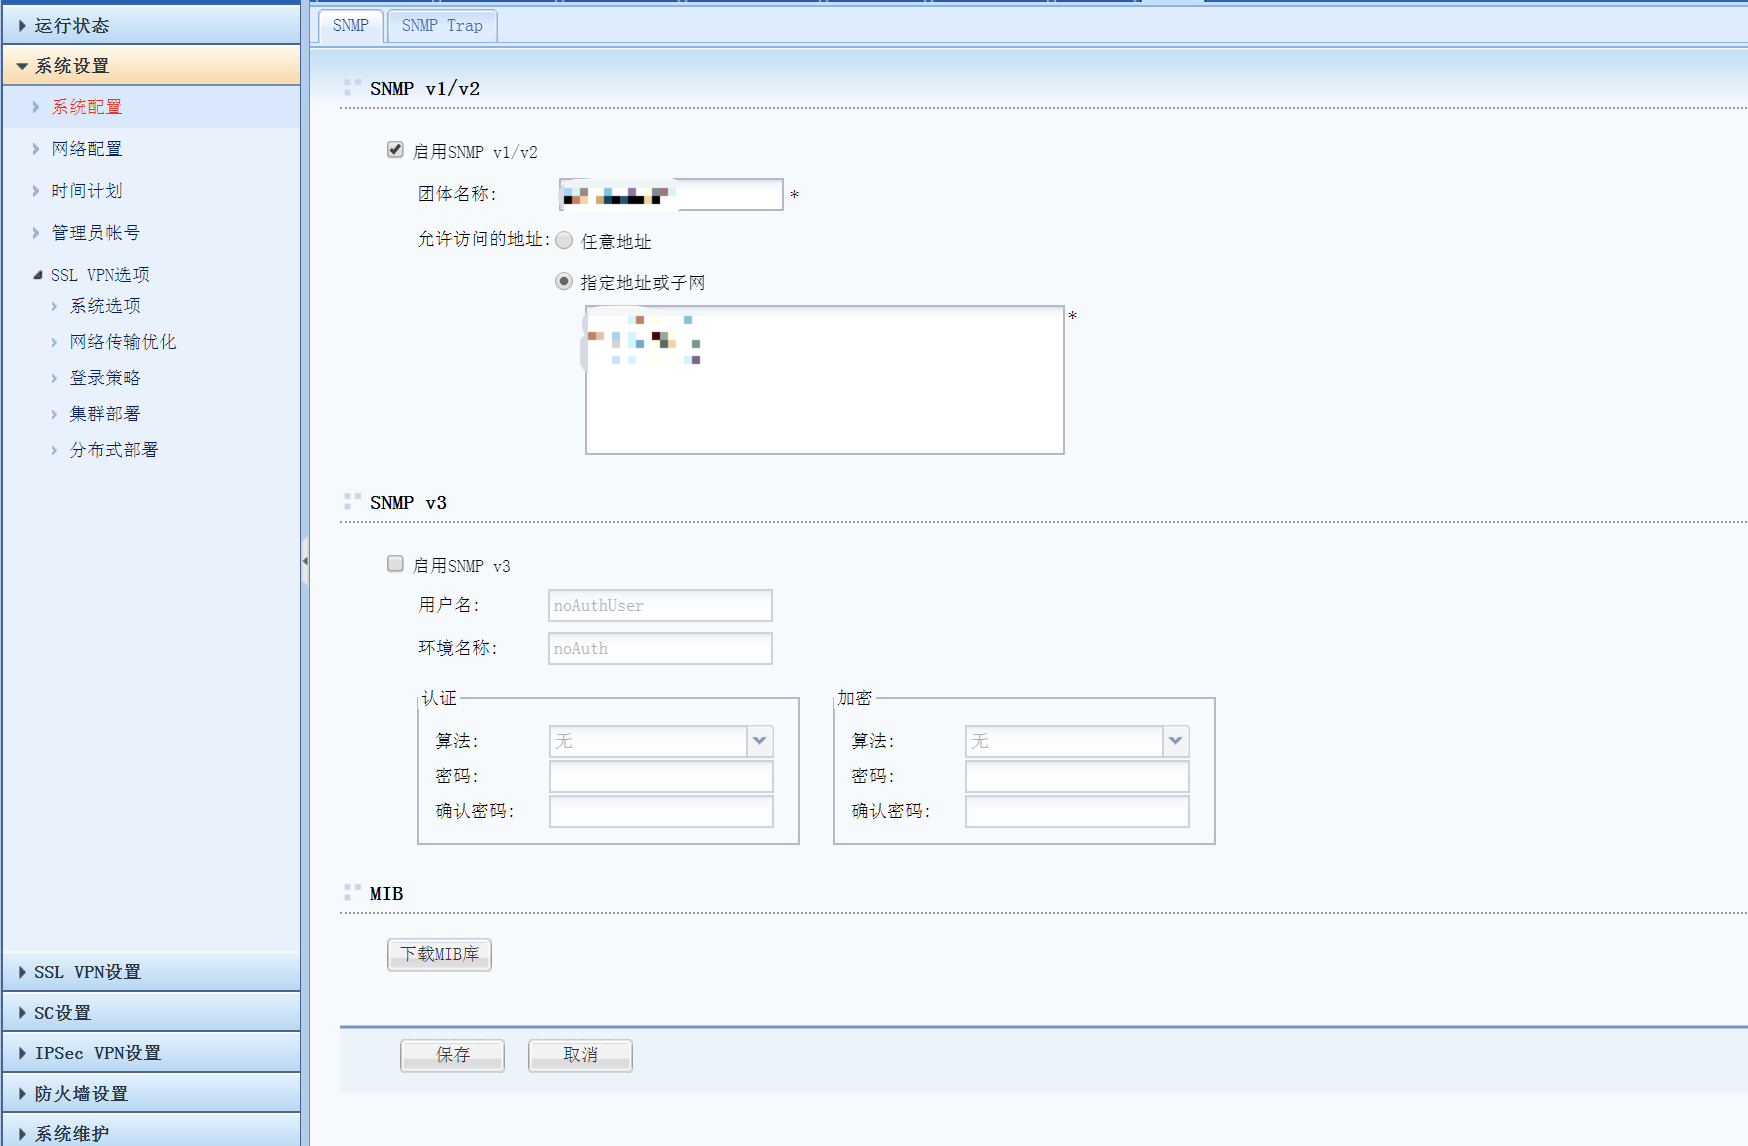 运行状态
系统设置
系统配置
网络配置
时间计划
管理员帐号
SSL VPN选项
系统选项
网络传输优化
登录策略
集群部署
分布式部署
SSL VPN设置
SC设置
IPSec VPN设置
防火墙设置
系统维护
SNMP SNMP Trap
SNMP v1/v2
启用SNMP v1/v2
团体名称: *
允许访问的地址: 任意地址
指定地址或子网
*
SNMP v3
启用SNMP v3
用户名: noAuthUser
环境名称: noAuth
认证
算法: 无
密码:
确认密码:
加密
算法: 无
密码:
确认密码:
MIB
下载MIB库
保存 取消